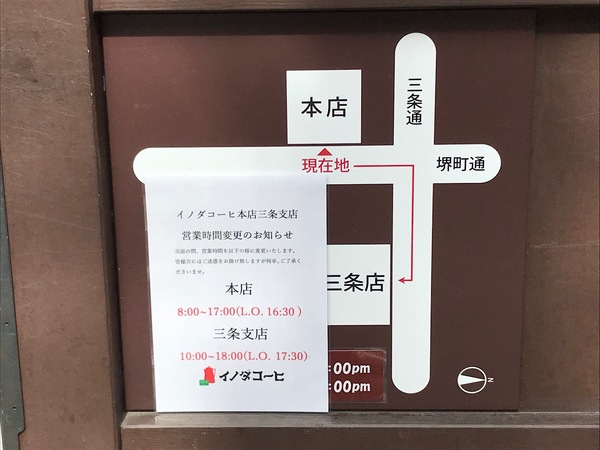 本店
三条通
現在地
堺町通
イノダコーヒ本店三条支店
営業時間変更のお知らせ
当面の間、営業時間を以下の様に変更いたします。
皆様方にはご迷惑をお掛け致しますが何卒、ご了承く
ださいませ。
本店
8:00~17:00(L.O. 16:30 )
三条支店
10:00~18:00(L.O. 17:30)
イノダコーヒ
三条店
:00pm
:00pm
N